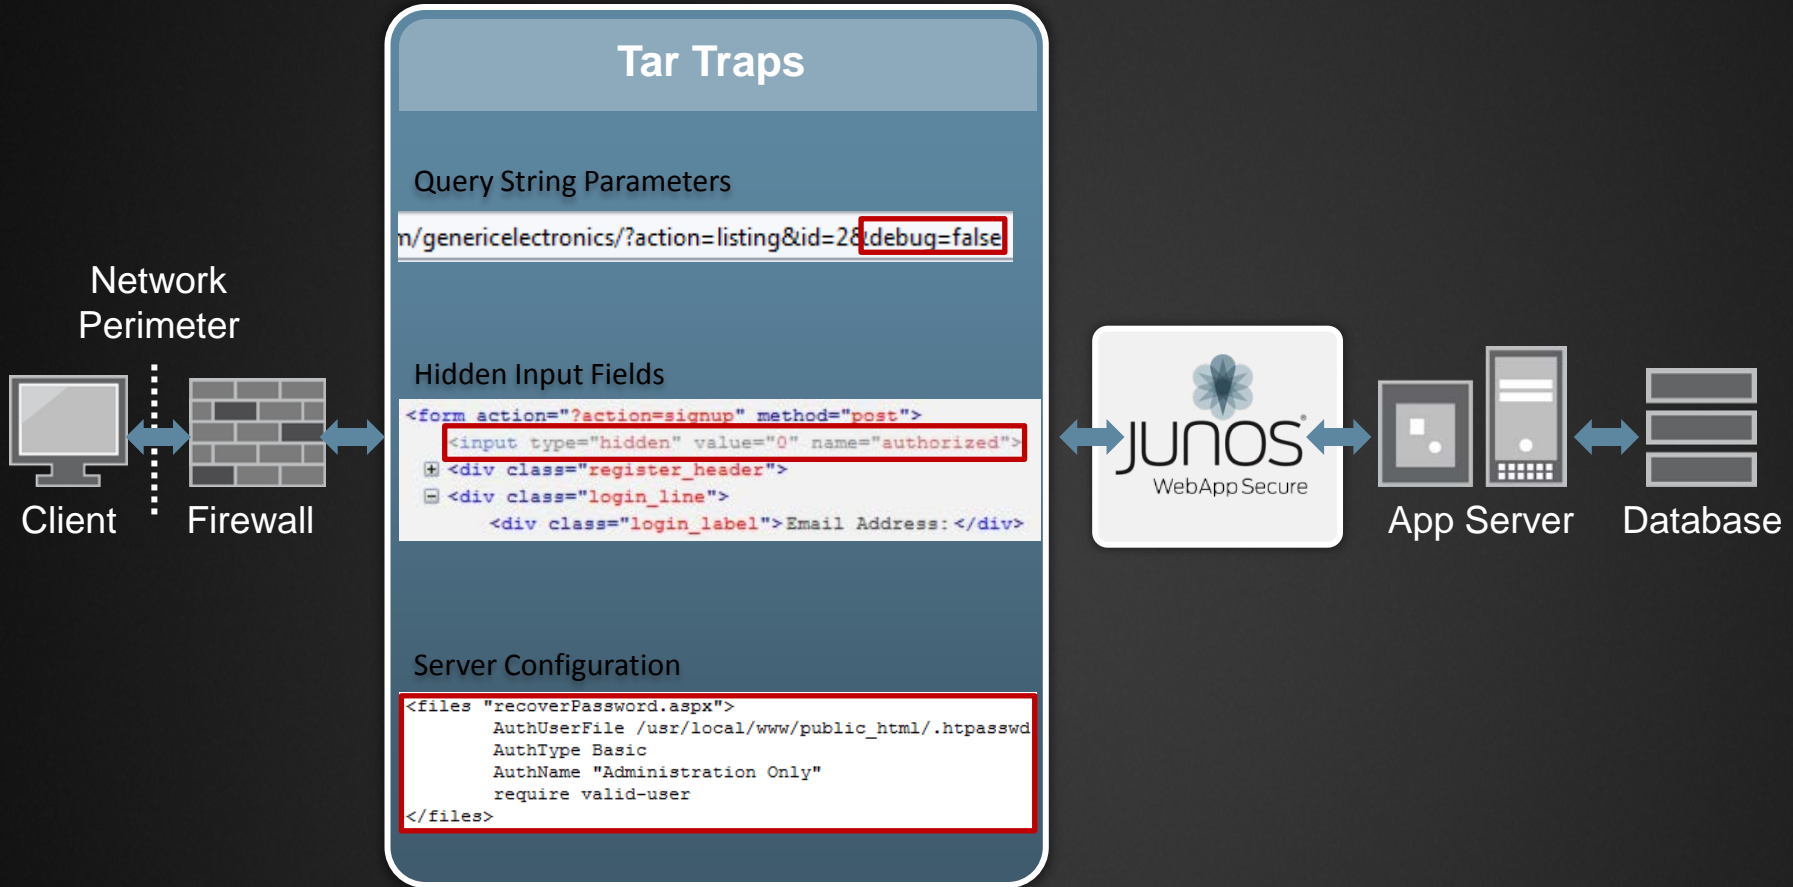 Tar Traps
Query String Parameters
m/genericelectronics/?action=listing&id=2&debug=false
Network
Perimeter
Hidden Input Fields
<form action="?action=signup" method="post">
<input type="hidden" value="0" name="authorized">
<div class="register_header">
<div class="login_line">
<div class="login_label">Email Address:</div>
Client
Firewall
JUNOS®
WebApp Secure
App Server
Database
Server Configuration
<files "recoverPassword.aspx">
AuthUserFile /usr/local/www/public_html/.htpasswd
AuthType Basic
AuthName "Administration Only"
require valid-user
</files>